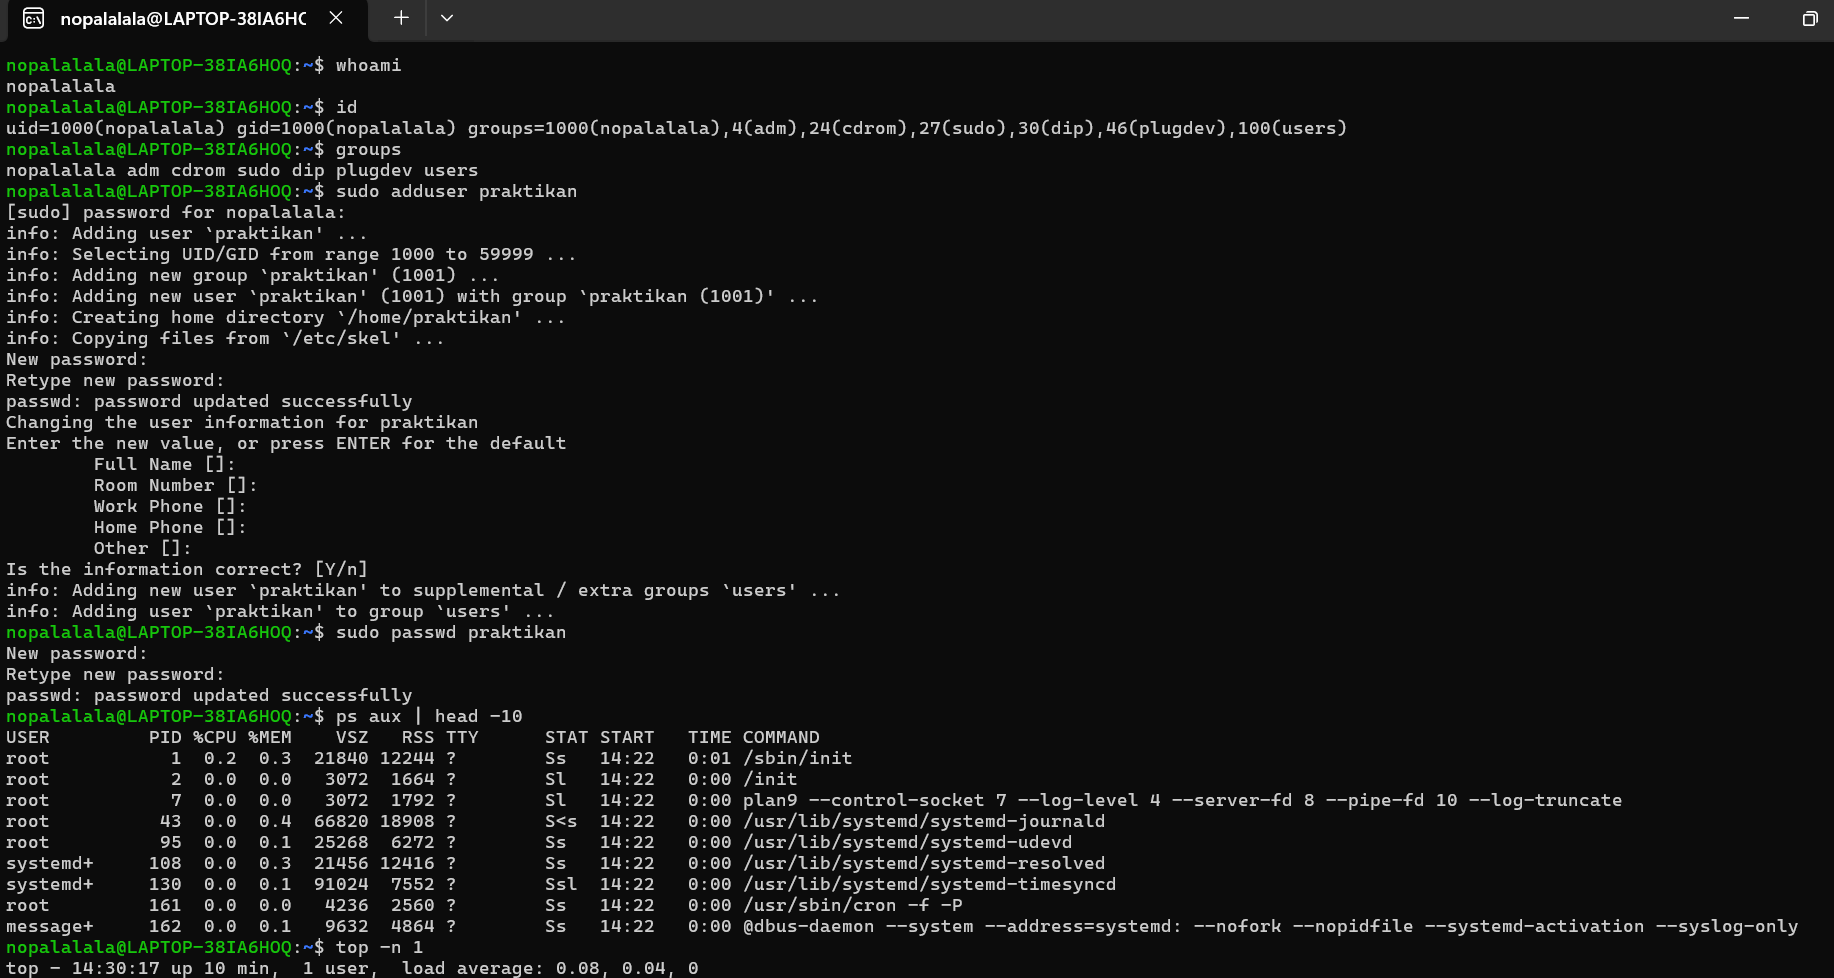 nopalalala@LAPTOP-38IA6HO
nopalalala@LAPTOP-38IA6HOQ:~$ whoami
nopalalala
nopalalala@LAPTOP-38IA6HOQ:~$ id
uid=1000(nopalalala) gid=1000(nopalalala) groups=1000(nopalalala),4(adm),24(cdrom),27(sudo),30(dip),46(plugdev),100(users)
nopalalala@LAPTOP-38IA6HOQ:~$ groups
nopalalala adm cdrom sudo dip plugdev users
nopalalala@LAPTOP-38IA6HOQ:~$ sudo adduser praktikan
[sudo] password for nopalalala:
info: Adding user `praktikan' ...
info: Selecting UID/GID from range 1000 to 59999 ...
info: Adding new group `praktikan' (1001) ...
info: Adding new user `praktikan' (1001) with group `praktikan (1001)' ...
info: Creating home directory `/home/praktikan' ...
info: Copying files from `/etc/skel' ...
New password:
Retype new password:
passwd: password updated successfully
Changing the user information for praktikan
Enter the new value, or press ENTER for the default
        Full Name []:
        Room Number []:
        Work Phone []:
        Home Phone []:
        Other []:
Is the information correct? [Y/n]
info: Adding new user `praktikan' to supplemental / extra groups `users' ...
info: Adding user `praktikan' to group `users' ...
nopalalala@LAPTOP-38IA6HOQ:~$ sudo passwd praktikan
New password:
Retype new password:
passwd: password updated successfully
nopalalala@LAPTOP-38IA6HOQ:~$ ps aux | head -10
USER         PID %CPU %MEM    VSZ   RSS TTY      STAT START   TIME COMMAND
root           1  0.2  0.3  21840 12244 ?        Ss   14:22   0:01 /sbin/init
root           2  0.0  0.0   3072  1664 ?        Sl   14:22   0:00 /init
root           7  0.0  0.0   3072  1792 ?        Sl   14:22   0:00 plan9 --control-socket 7 --log-level 4 --server-fd 8 --pipe-fd 10 --log-truncate
root          43  0.0  0.4  66820 18908 ?        S<s  14:22   0:00 /usr/lib/systemd/systemd-journald
root          95  0.0  0.1  25268  6272 ?        Ss   14:22   0:00 /usr/lib/systemd/systemd-udevd
systemd+     108  0.0  0.3  21456 12416 ?        Ss   14:22   0:00 /usr/lib/systemd/systemd-resolved
systemd+     130  0.0  0.1  91024  7552 ?        Ssl  14:22   0:00 /usr/lib/systemd/systemd-timesyncd
root         161  0.0  0.0   4236  2560 ?        Ss   14:22   0:00 /usr/sbin/cron -f -P
message+     162  0.0  0.1   9632  4864 ?        Ss   14:22   0:00 @dbus-daemon --system --address=systemd: --nofork --nopidfile --systemd-activation --syslog-only
nopalalala@LAPTOP-38IA6HOQ:~$ top -n 1
top - 14:30:17 up 10 min,  1 user,  load average: 0.08, 0.04, 0